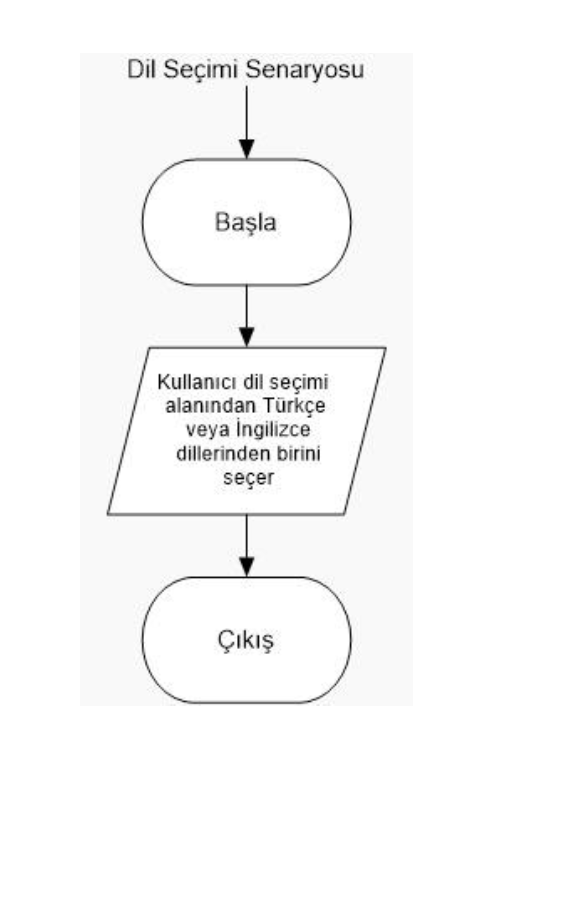 Dil Seçimi Senaryosu
Başla
Kullanıcı dil seçimi
alanından Türkçe
veya İngilizce
dillerinden birini
seçer
Çıkış